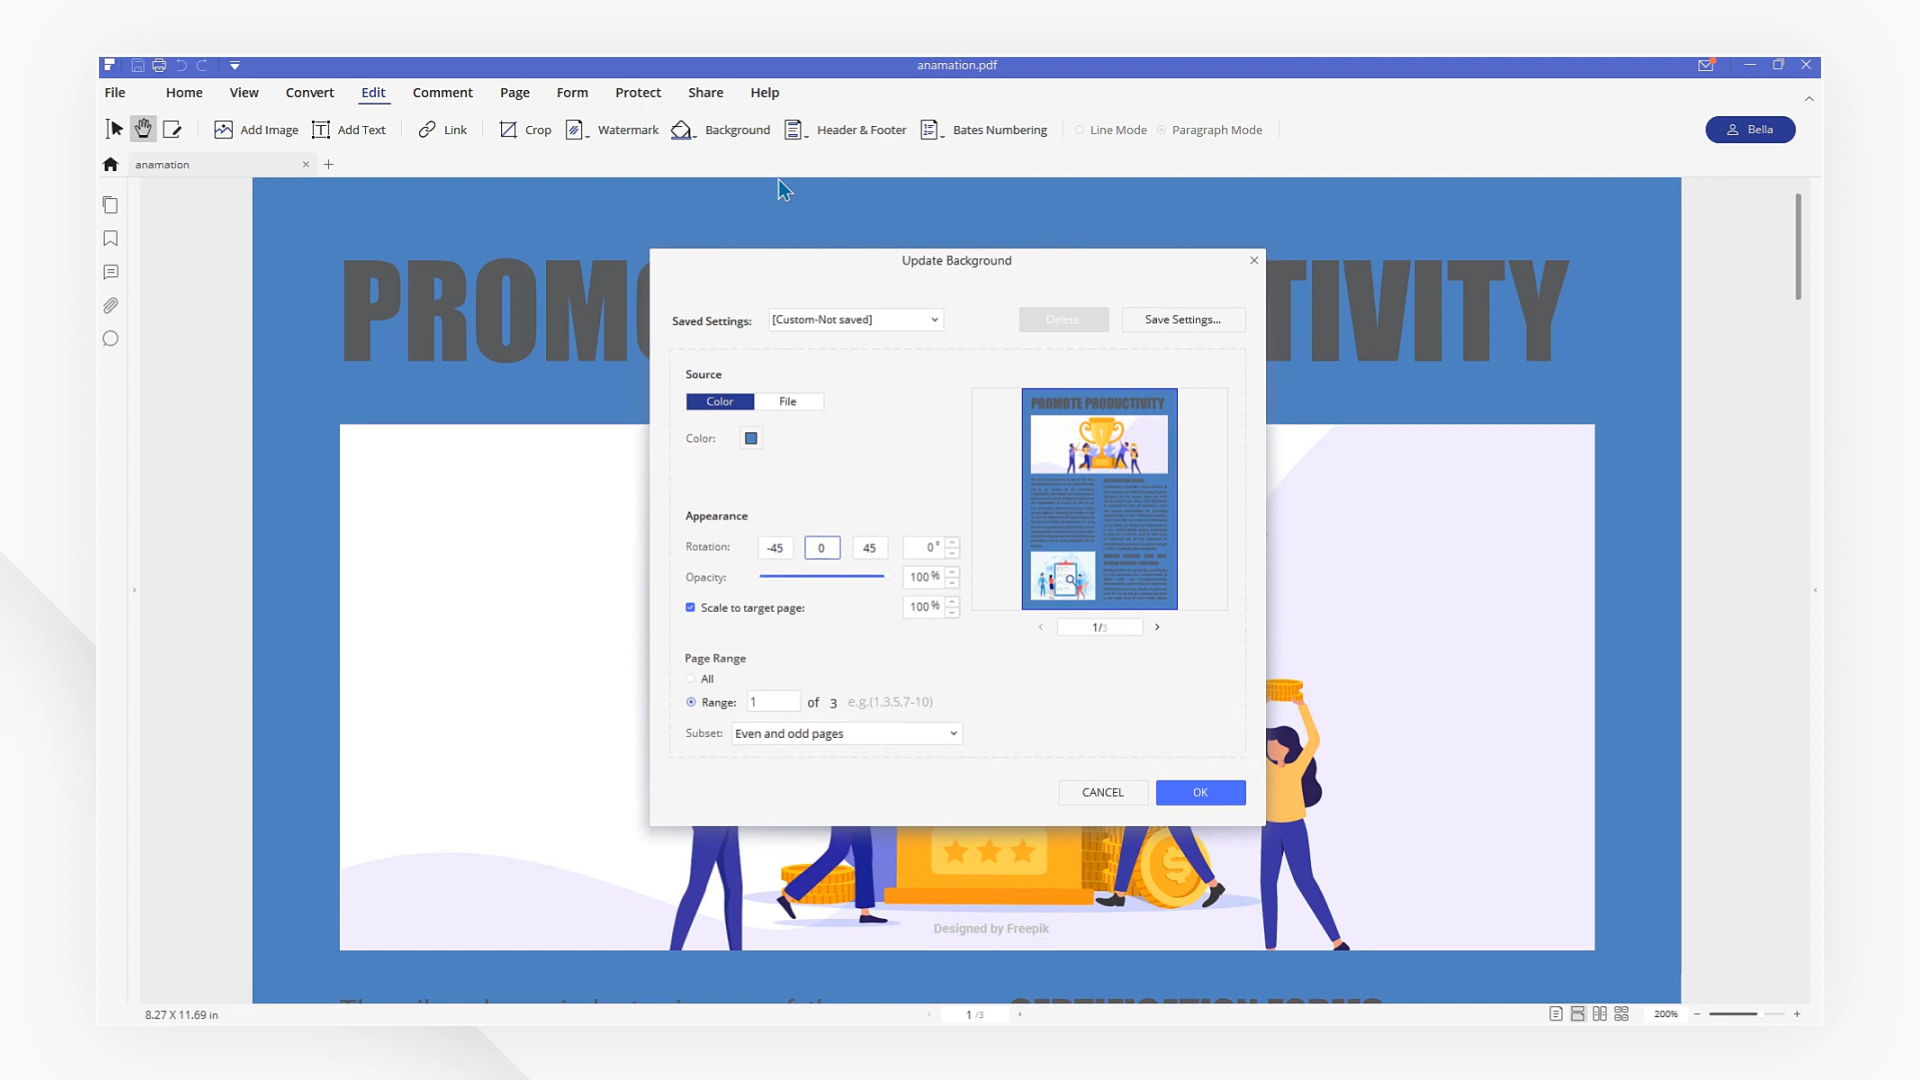 anamation.pdf
File Home View Convert Edit Comment Page Form Protect Share Help
Add Image Add Text Link Crop Watermark Background Header & Footer Bates Numbering Line Mode Paragraph Mode Bella
anamation
Update Background
PROMO TIVITY
Saved Settings: [Custom-Not saved] Delete Save Settings...
Source
Color File
Color:
PROMOTE PRODUCTIVITY
Appearance
Rotation: -45 0 45 0°
Opacity: 100%
Scale to target page: 100%
1/3
Page Range
All
Range: 1 of 3 e.g.(1,3,5,7-10)
Subset: Even and odd pages
CANCEL OK
Designed by Freepik
CERTIFICATION FORMS
8.27 X 11.69 in 1 /3 200%